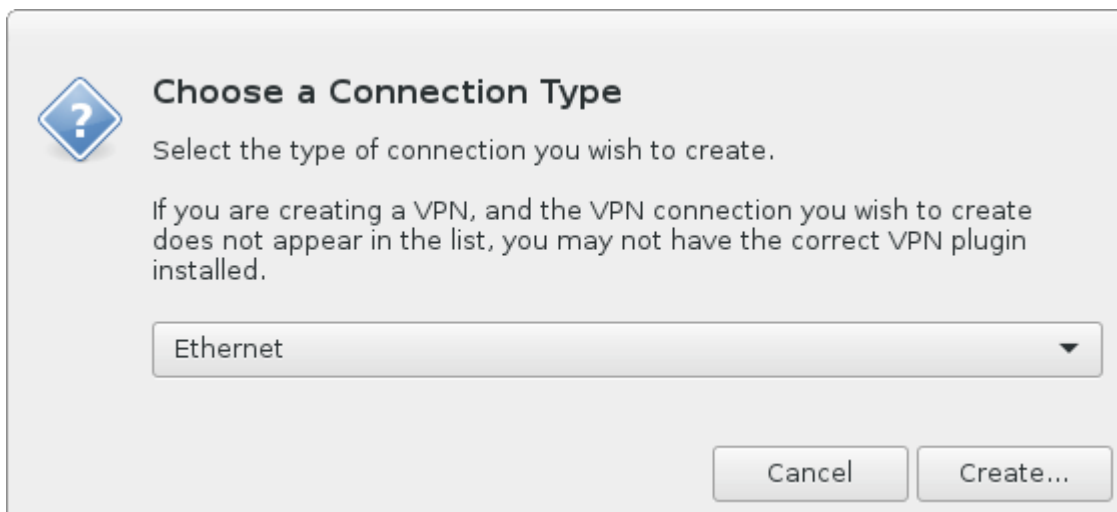 Choose a Connection Type
Select the type of connection you wish to create.
If you are creating a VPN, and the VPN connection you wish to create
does not appear in the list, you may not have the correct VPN plugin
installed.
Ethernet
Cancel
Create...